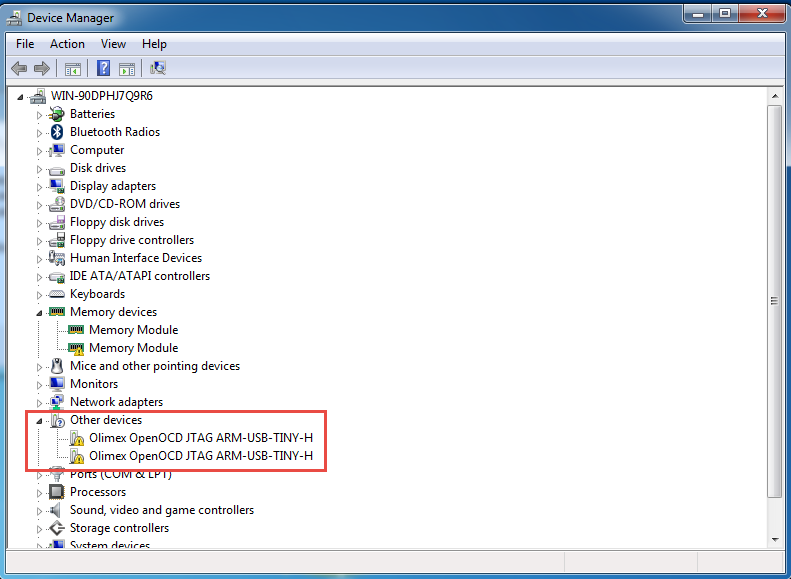 Device Manager
File Action View Help
WIN-90DPHJ7Q9R6
Batteries
Bluetooth Radios
Computer
Disk drives
Display adapters
DVD/CD-ROM drives
Floppy disk drives
Floppy drive controllers
Human Interface Devices
IDE ATA/ATAPI controllers
Keyboards
Memory devices
Memory Module
Memory Module
Mice and other pointing devices
Monitors
Network adapters
Other devices
Olimex OpenOCD JTAG ARM-USB-TINY-H
Olimex OpenOCD JTAG ARM-USB-TINY-H
Ports (COM & LPT)
Processors
Sound, video and game controllers
Storage controllers
System devices